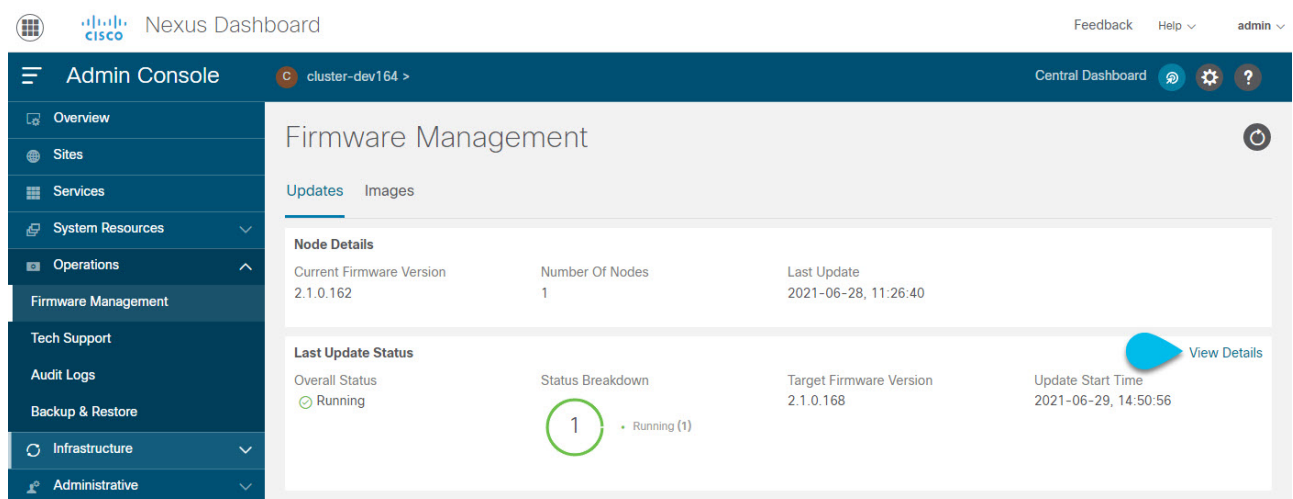 CISCO Nexus Dashboard
Feedback Help admin
Admin Console
C cluster-dev164 >
Central Dashboard ?
Overview
Sites
Services
System Resources
Operations
Firmware Management
Tech Support
Audit Logs
Backup & Restore
Infrastructure
Administrative
Firmware Management
Updates Images
Node Details
Current Firmware Version Number Of Nodes Last Update
2.1.0.162 1 2021-06-28, 11:26:40
Last Update Status View Details
Overall Status Status Breakdown Target Firmware Version Update Start Time
Running 2.1.0.168 2021-06-29, 14:50:56
1 • Running (1)